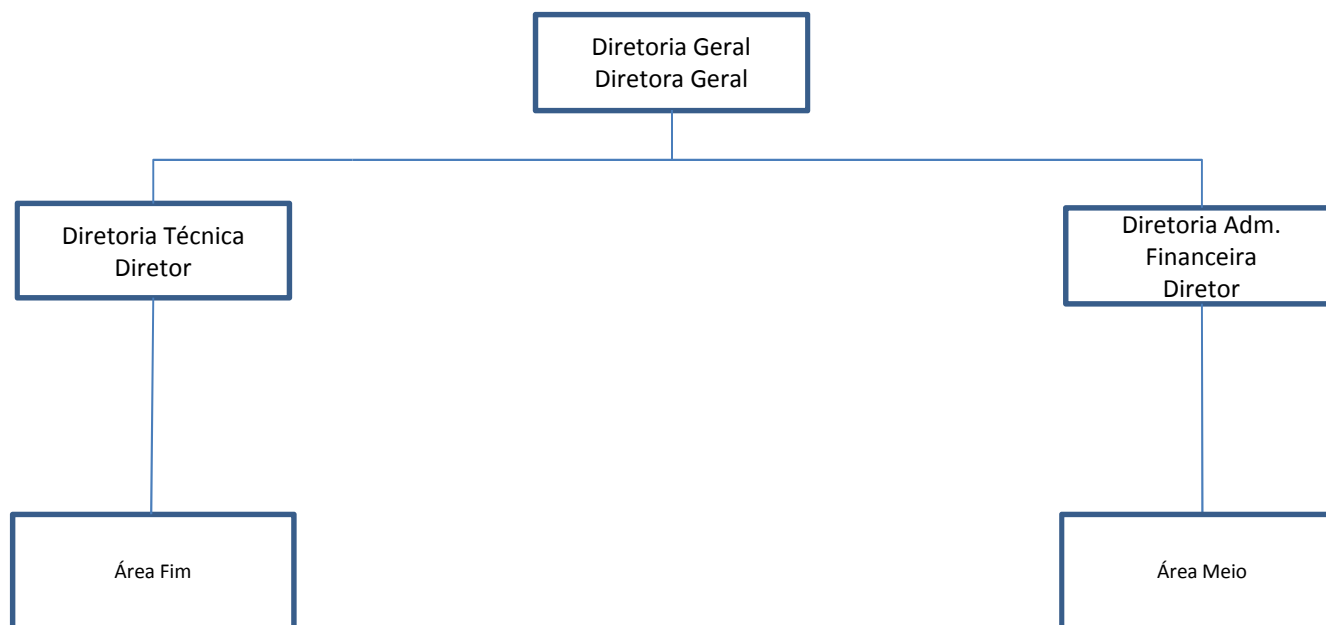 Diretoria Geral
Diretora Geral
Diretoria Técnica
Diretor
Diretoria Adm.
Financeira
Diretor
Área Fim
Área Meio